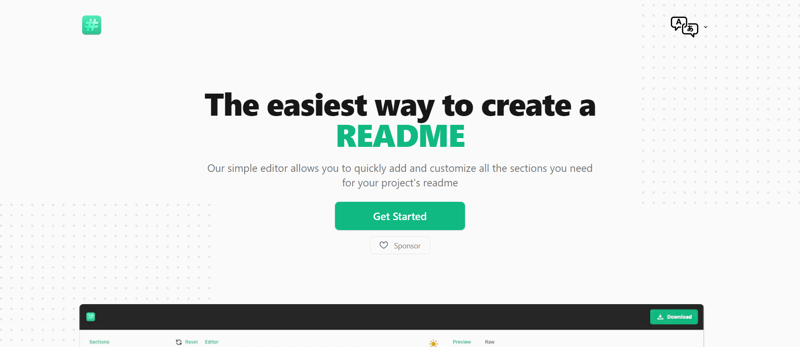 #
A あ
The easiest way to create a
README
Our simple editor allows you to quickly add and customize all the sections you need
for your project's readme
Get Started
Sponsor
# Download
Sections Reset Editor Preview Raw